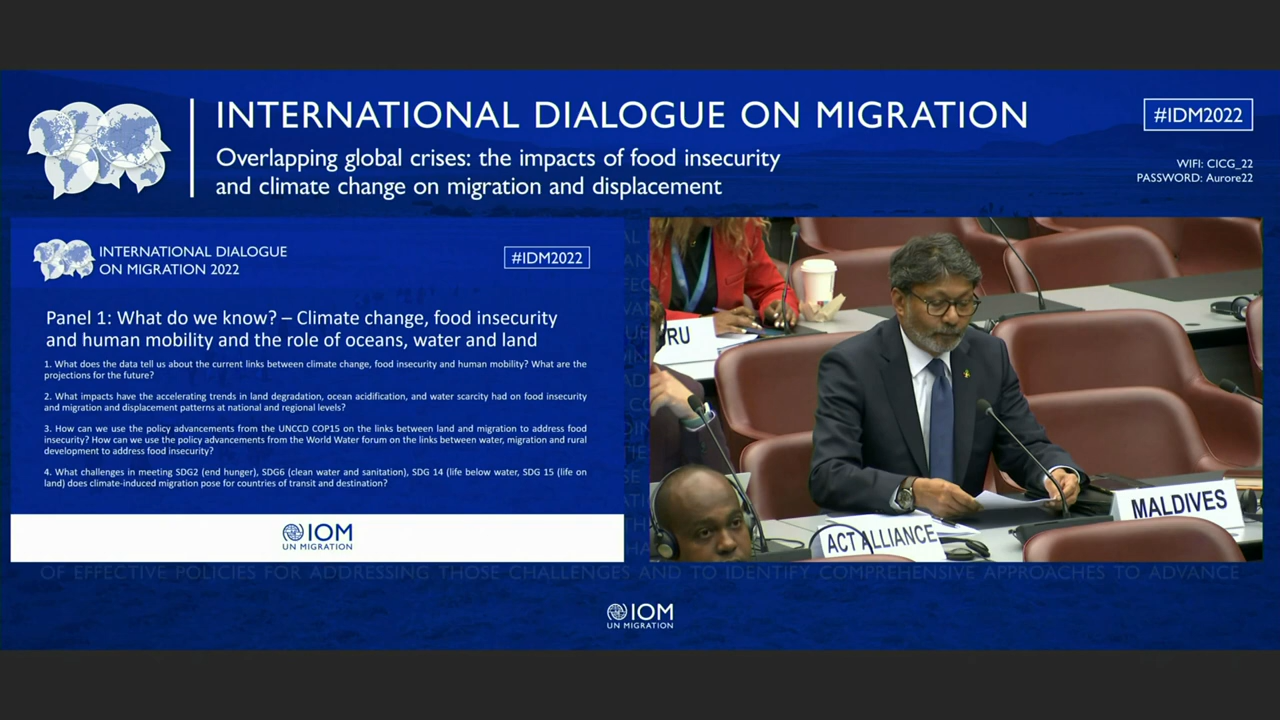 INTERNATIONAL DIALOGUE ON MIGRATION
Overlapping global crises: the impacts of food insecurity
and climate change on migration and displacement
#IDM2022
WIFI: CICG_22
PASSWORD: Aurore22
INTERNATIONAL DIALOGUE
ON MIGRATION 2022
#IDM2022
Panel 1: What do we know? – Climate change, food insecurity
and human mobility and the role of oceans, water and land
1. What does the data tell us about the current links between climate change, food insecurity and human mobility? What are the
projections for the future?
2. What impacts have the accelerating trends in land degradation, ocean acidification, and water scarcity had on food insecurity
and migration and displacement patterns at national and regional levels?
3. How can we use the policy advancements from the UNCCD COP15 on the links between land and migration to address food
insecurity? How can we use the policy advancements from the World Water forum on the links between water, migration and rural
development to address food insecurity?
4. What challenges in meeting SDG2 (end hunger), SDG6 (clean water and sanitation), SDG 14 (life below water, SDG 15 (life on
land) does climate-induced migration pose for countries of transit and destination?
IOM
UN MIGRATION
RU
ACT ALLIANCE
MALDIVES
OF EFFECTIVE POLICIES FOR ADDRESSING THOSE CHALLENGES AND TO IDENTIFY COMPREHENSIVE APPROACHES TO ADVANCE
IOM
UN MIGRATION